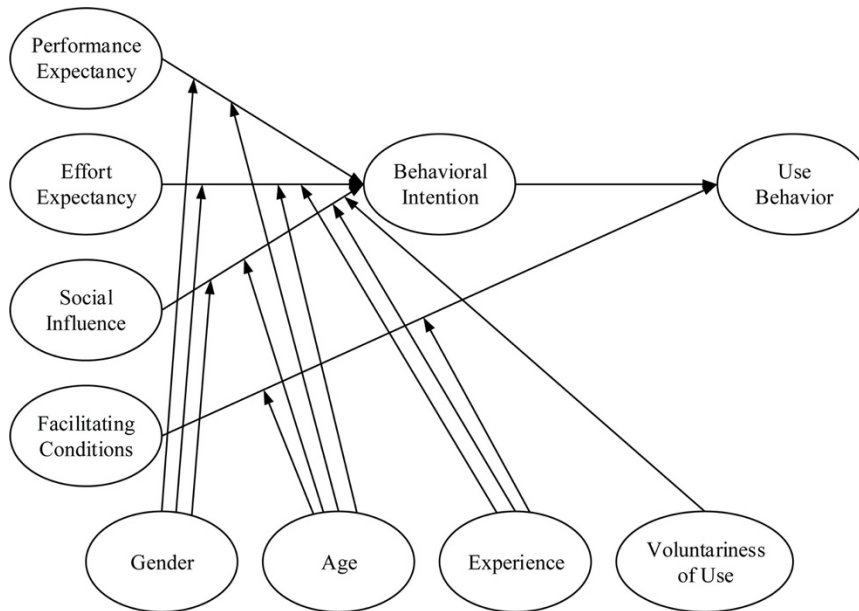 Performance
Expectancy
Effort
Expectancy
Behavioral
Intention
Use
Behavior
Social
Influence
Facilitating
Conditions
Gender
Age
Experience
Voluntariness
of Use